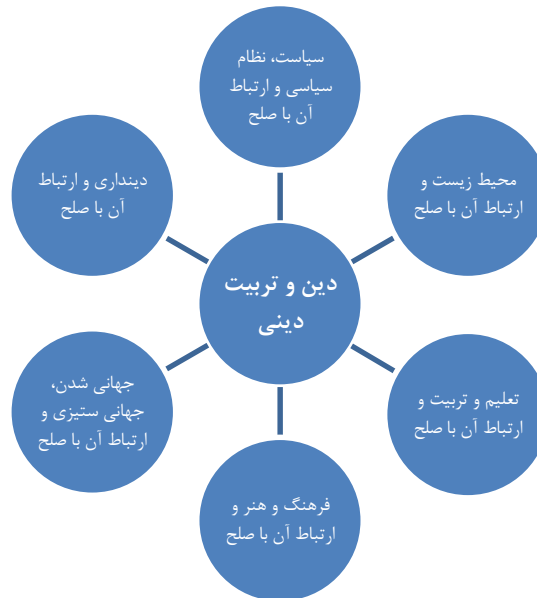 سیاست، نظام
سیاسی و ارتباط
آن با صلح
محیط زیست و
ارتباط آن با صلح
دینداری و ارتباط
آن با صلح
دین و تربیت
دینی
تعلیم و تربیت و
ارتباط آن با صلح
جهانی شدن،
جهانی ستیزی و
ارتباط آن با صلح
فرهنگ و هنر و
ارتباط آن با صلح